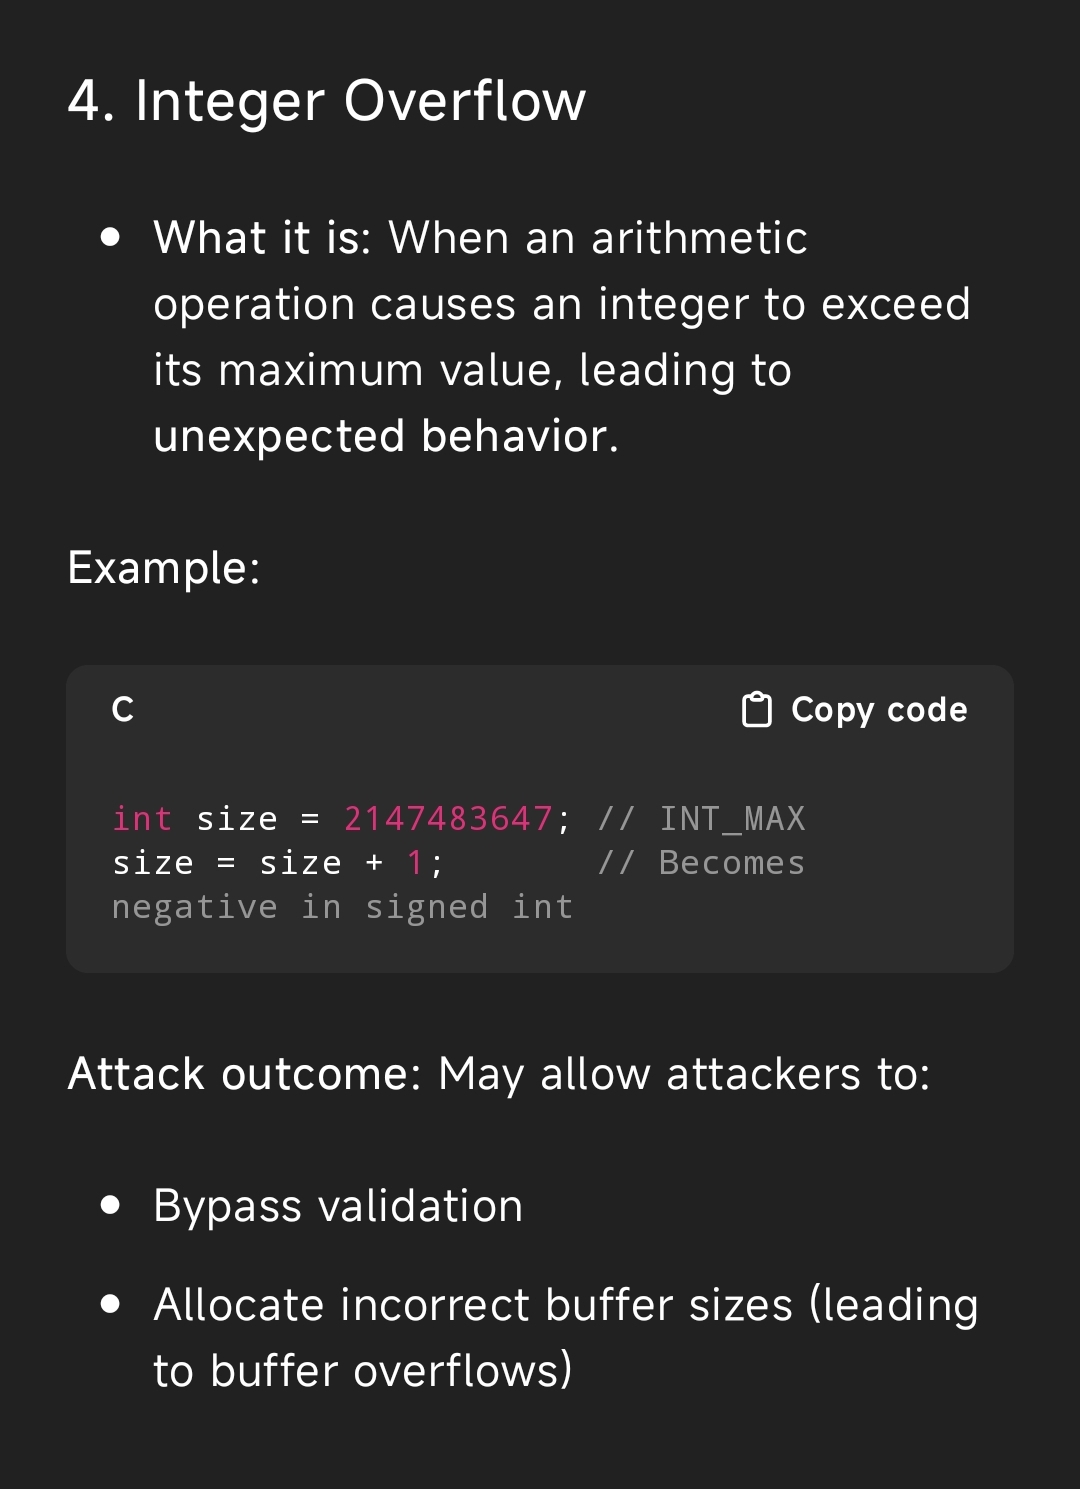 4. Integer Overflow
• What it is: When an arithmetic
operation causes an integer to exceed
its maximum value, leading to
unexpected behavior.
Example:
C Copy code
int size = 2147483647; // INT_MAX
size = size + 1;       // Becomes
negative in signed int
Attack outcome: May allow attackers to:
• Bypass validation
• Allocate incorrect buffer sizes (leading
to buffer overflows)